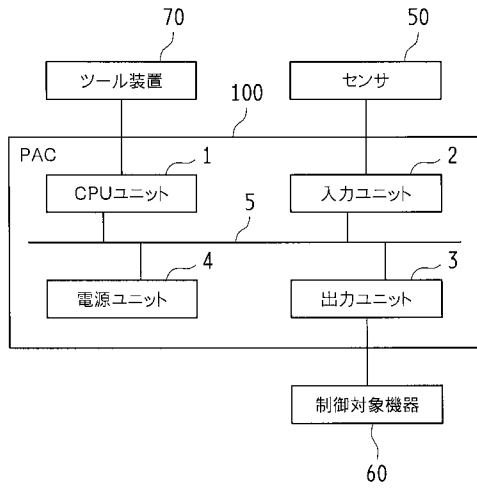 70
50
ツール装置
センサ
100
PAC
1
2
CPUユニット
入力ユニット
5
4
3
電源ユニット
出力ユニット
制御対象機器
60